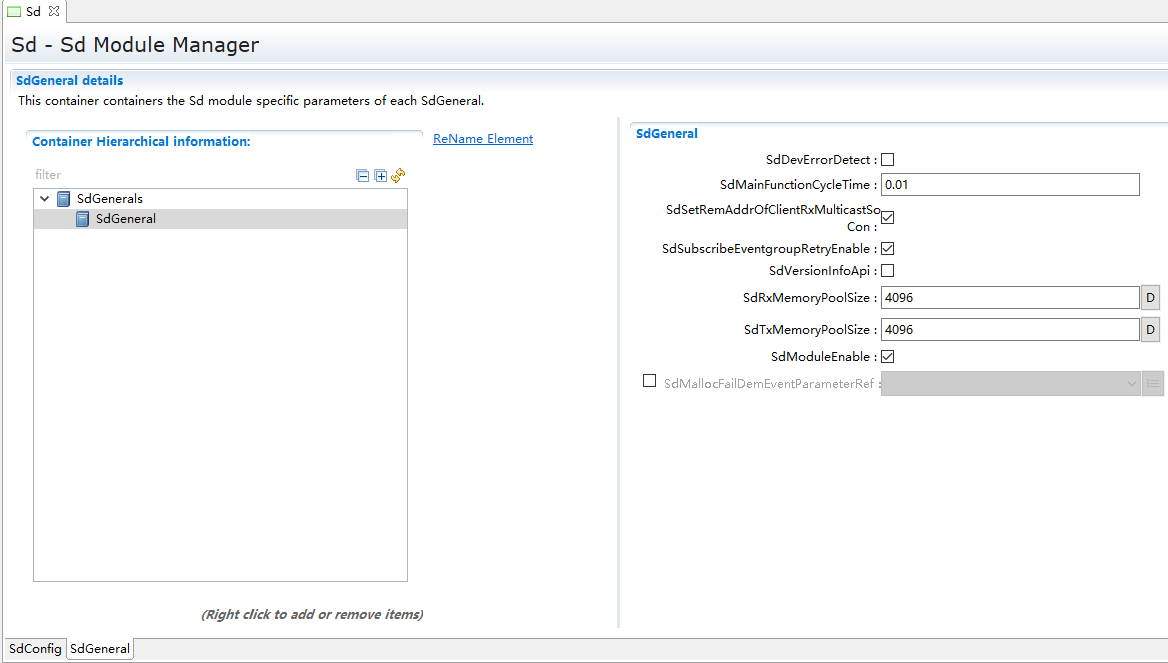 Sd
Sd - Sd Module Manager
SdGeneral details
This container containers the Sd module specific parameters of each SdGeneral.
Container Hierarchical information:
ReName Element
filter
SdGenerals
SdGeneral
(Right click to add or remove items)
SdGeneral
SdDevErrorDetect :
SdMainFunctionCycleTime : 0.01
SdSetRemAddrOfClientRxMulticastSo
Con :
SdSubscribeEventgroupRetryEnable :
SdVersionInfoApi :
SdRxMemoryPoolSize : 4096 D
SdTxMemoryPoolSize : 4096 D
SdModuleEnable :
SdMallocFailDemEventParameterRef :
SdConfig SdGeneral